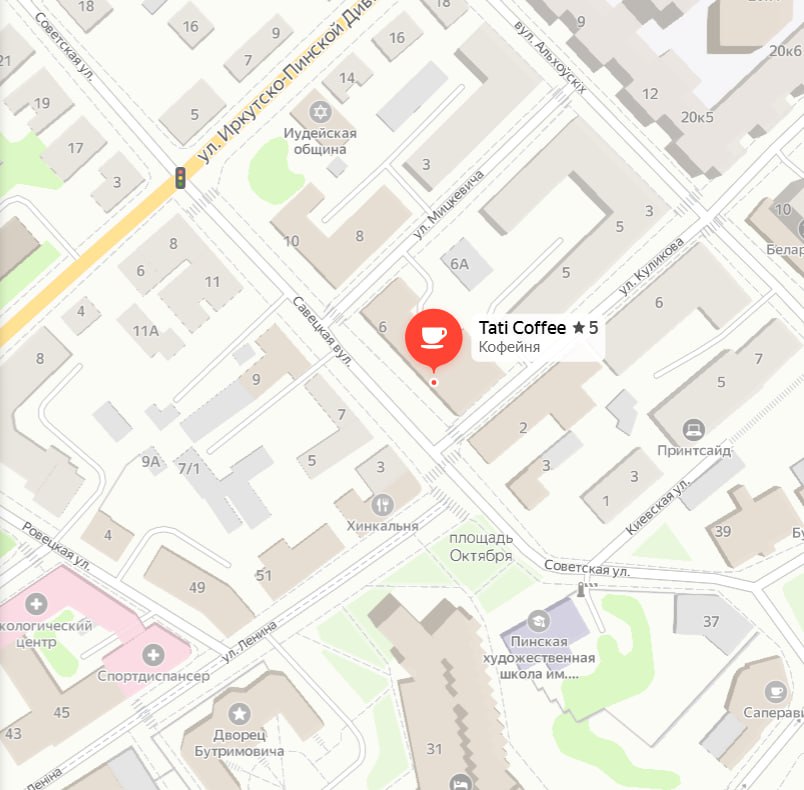 18
16
9
7
5
21
19
17
3
Советская ул.
ул. Иркутско-Пинской Див
16
18
14
Иудейская
община
вул. Альхоўскіх
9
12
20к5
20к6
3
ул. Мицкевича
10
8
8
6
11
11А
4
8
6А
5
3
5
10
Белар
ул. Куликова
6
Савецкая вул.
6
Tati Coffee ★ 5
Кофейня
9
7
5
3
9А
7/1
Хинкальня
2
3
3
1
7
5
Принтсайд
Киевская ул.
39
Бу
Ровецкая ул.
4
49
51
площадь
Октября
Советская ул.
37
кологический
центр
Спортдиспансер
ул. Ленина
45
43
Леніна
Дворец
Бутримовича
31
Пинская
художественная
школа им....
Саперави